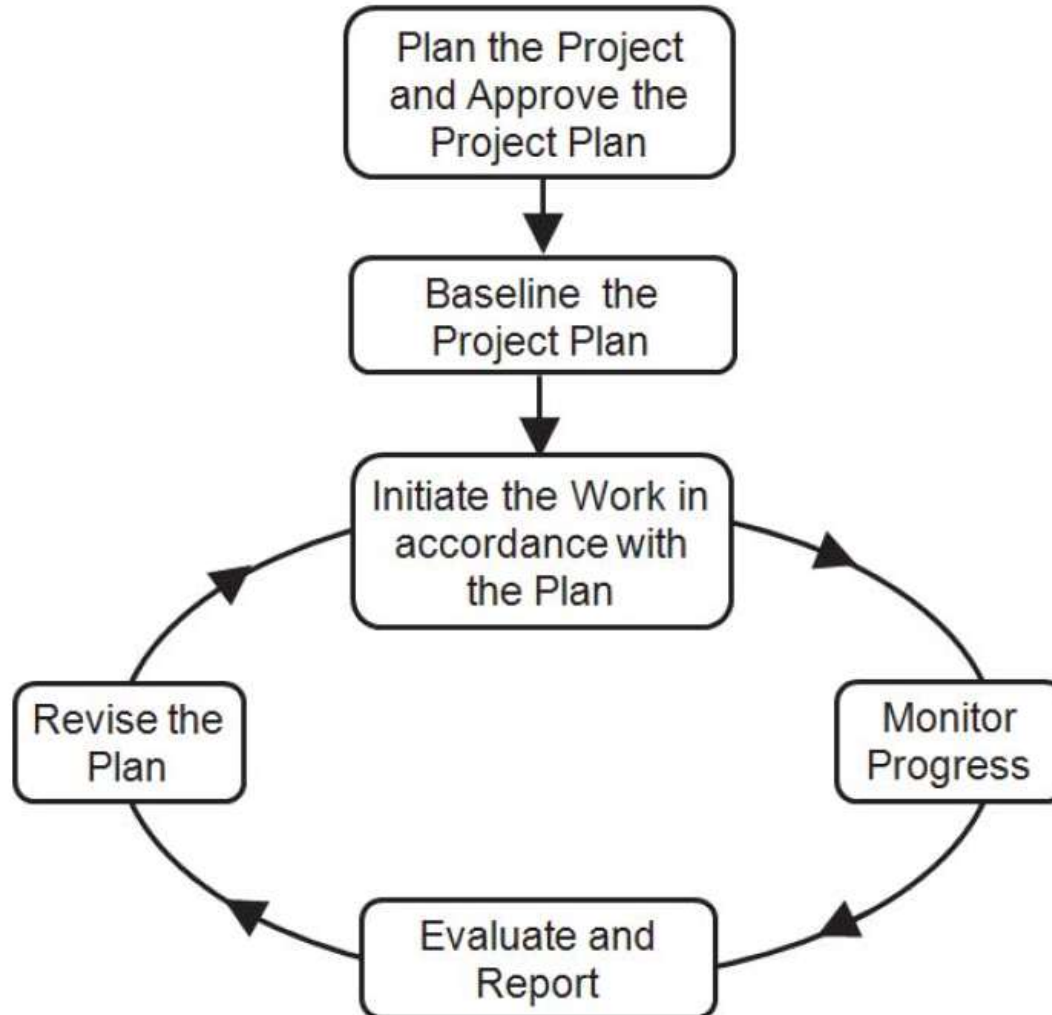 Plan the Project
and Approve the
Project Plan
Baseline the
Project Plan
Initiate the Work in
accordance with
the Plan
Monitor
Progress
Evaluate and
Report
Revise the
Plan